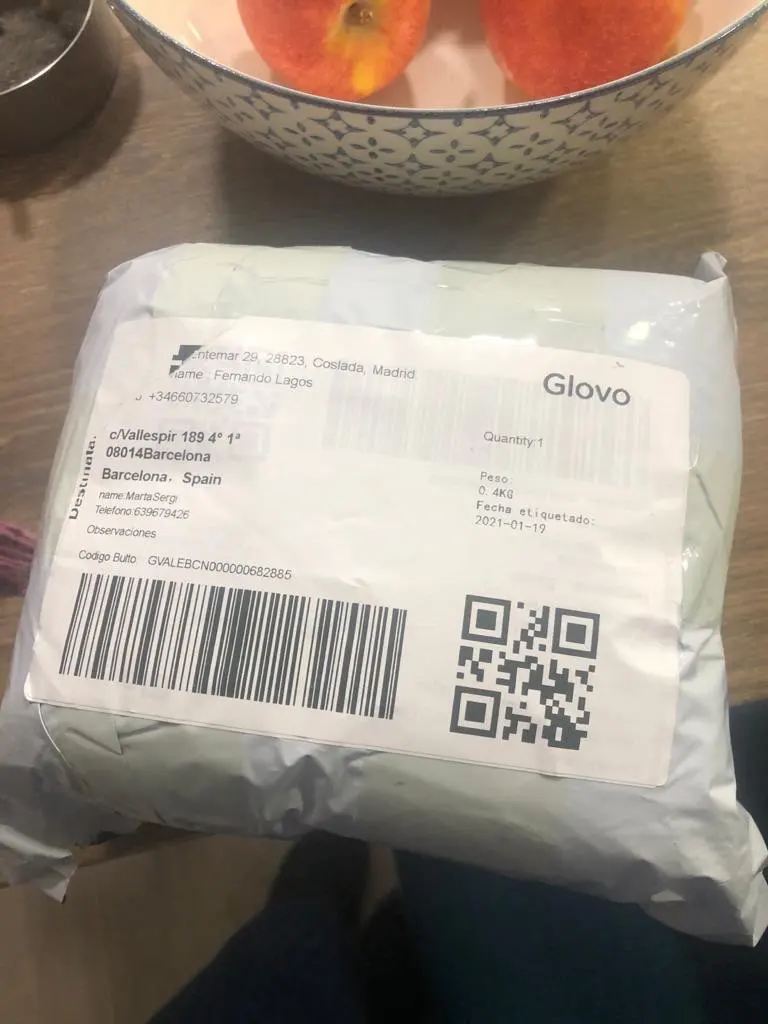 29, 28823, Coslada, Madrid
Fernando Lagos
+34660732579
Glovo
Quantity:1
c/Vallespir 189 4º 1ª
08014Barcelona
Barcelona, Spain
name:MartaSergi
Telefono:639679426
Observaciones
Peso:
0.4KG
Fecha etiquetado:
2021-01-19
Destinata.
Codigo Bulto GVALEBCN000000682885